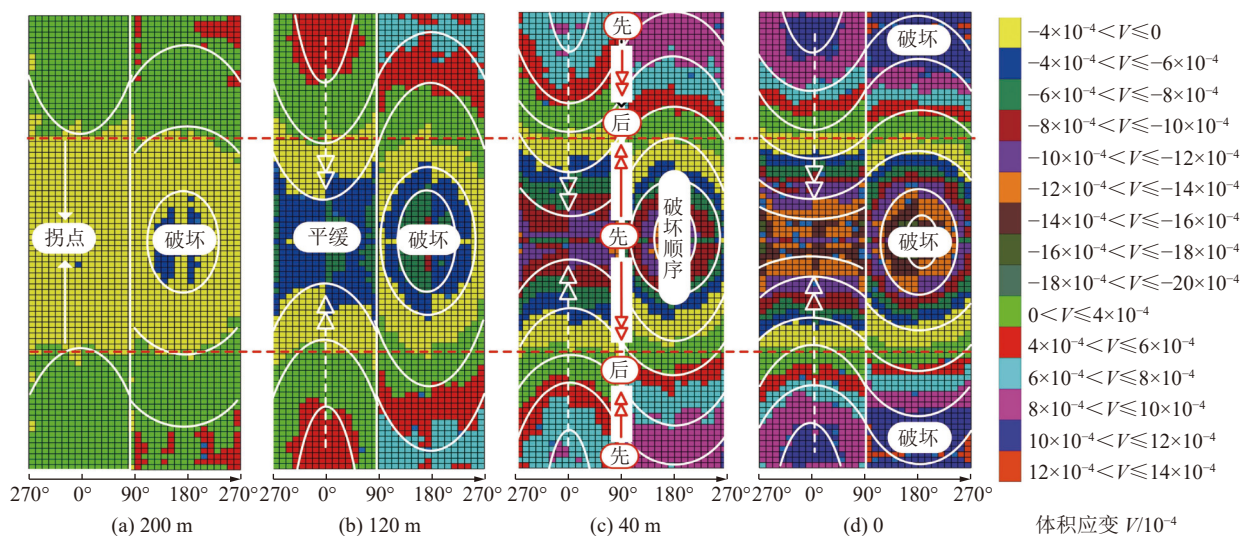 先
破坏
后
拐点
破坏
平缓
破坏
先
破坏顺序
破坏
后
先
破坏
270° 0° 90° 180° 270°
270° 0° 90° 180° 270°
270° 0° 90° 180° 270°
270° 0° 90° 180° 270°
(a) 200 m
(b) 120 m
(c) 40 m
(d) 0
−4×10⁻⁴<V≤0
−4×10⁻⁴<V≤−6×10⁻⁴
−6×10⁻⁴<V≤−8×10⁻⁴
−8×10⁻⁴<V≤−10×10⁻⁴
−10×10⁻⁴<V≤−12×10⁻⁴
−12×10⁻⁴<V≤−14×10⁻⁴
−14×10⁻⁴<V≤−16×10⁻⁴
−16×10⁻⁴<V≤−18×10⁻⁴
−18×10⁻⁴<V≤−20×10⁻⁴
0<V≤4×10⁻⁴
4×10⁻⁴<V≤6×10⁻⁴
6×10⁻⁴<V≤8×10⁻⁴
8×10⁻⁴<V≤10×10⁻⁴
10×10⁻⁴<V≤12×10⁻⁴
12×10⁻⁴<V≤14×10⁻⁴
体积应变 V/10⁻⁴